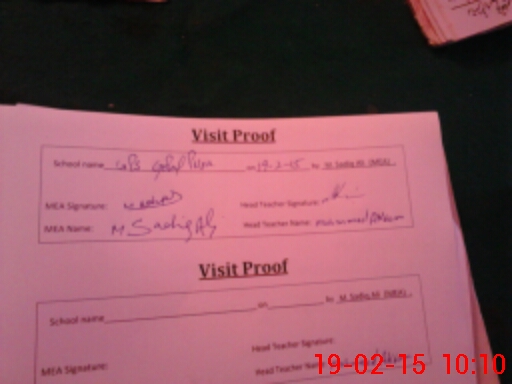 Visit Proof
School name on 19-2-15 by M. Sadiq Ali (MEA).
MEA Signature: Head Teacher Signature:
MEA Name: M Sadiq Ali Head Teacher Name: Muhammad
Visit Proof
School name on by M. Sadiq Ali (MEA).
Head Teacher Signature:
MEA Signature:
Head Teacher
19-02-15 10:10